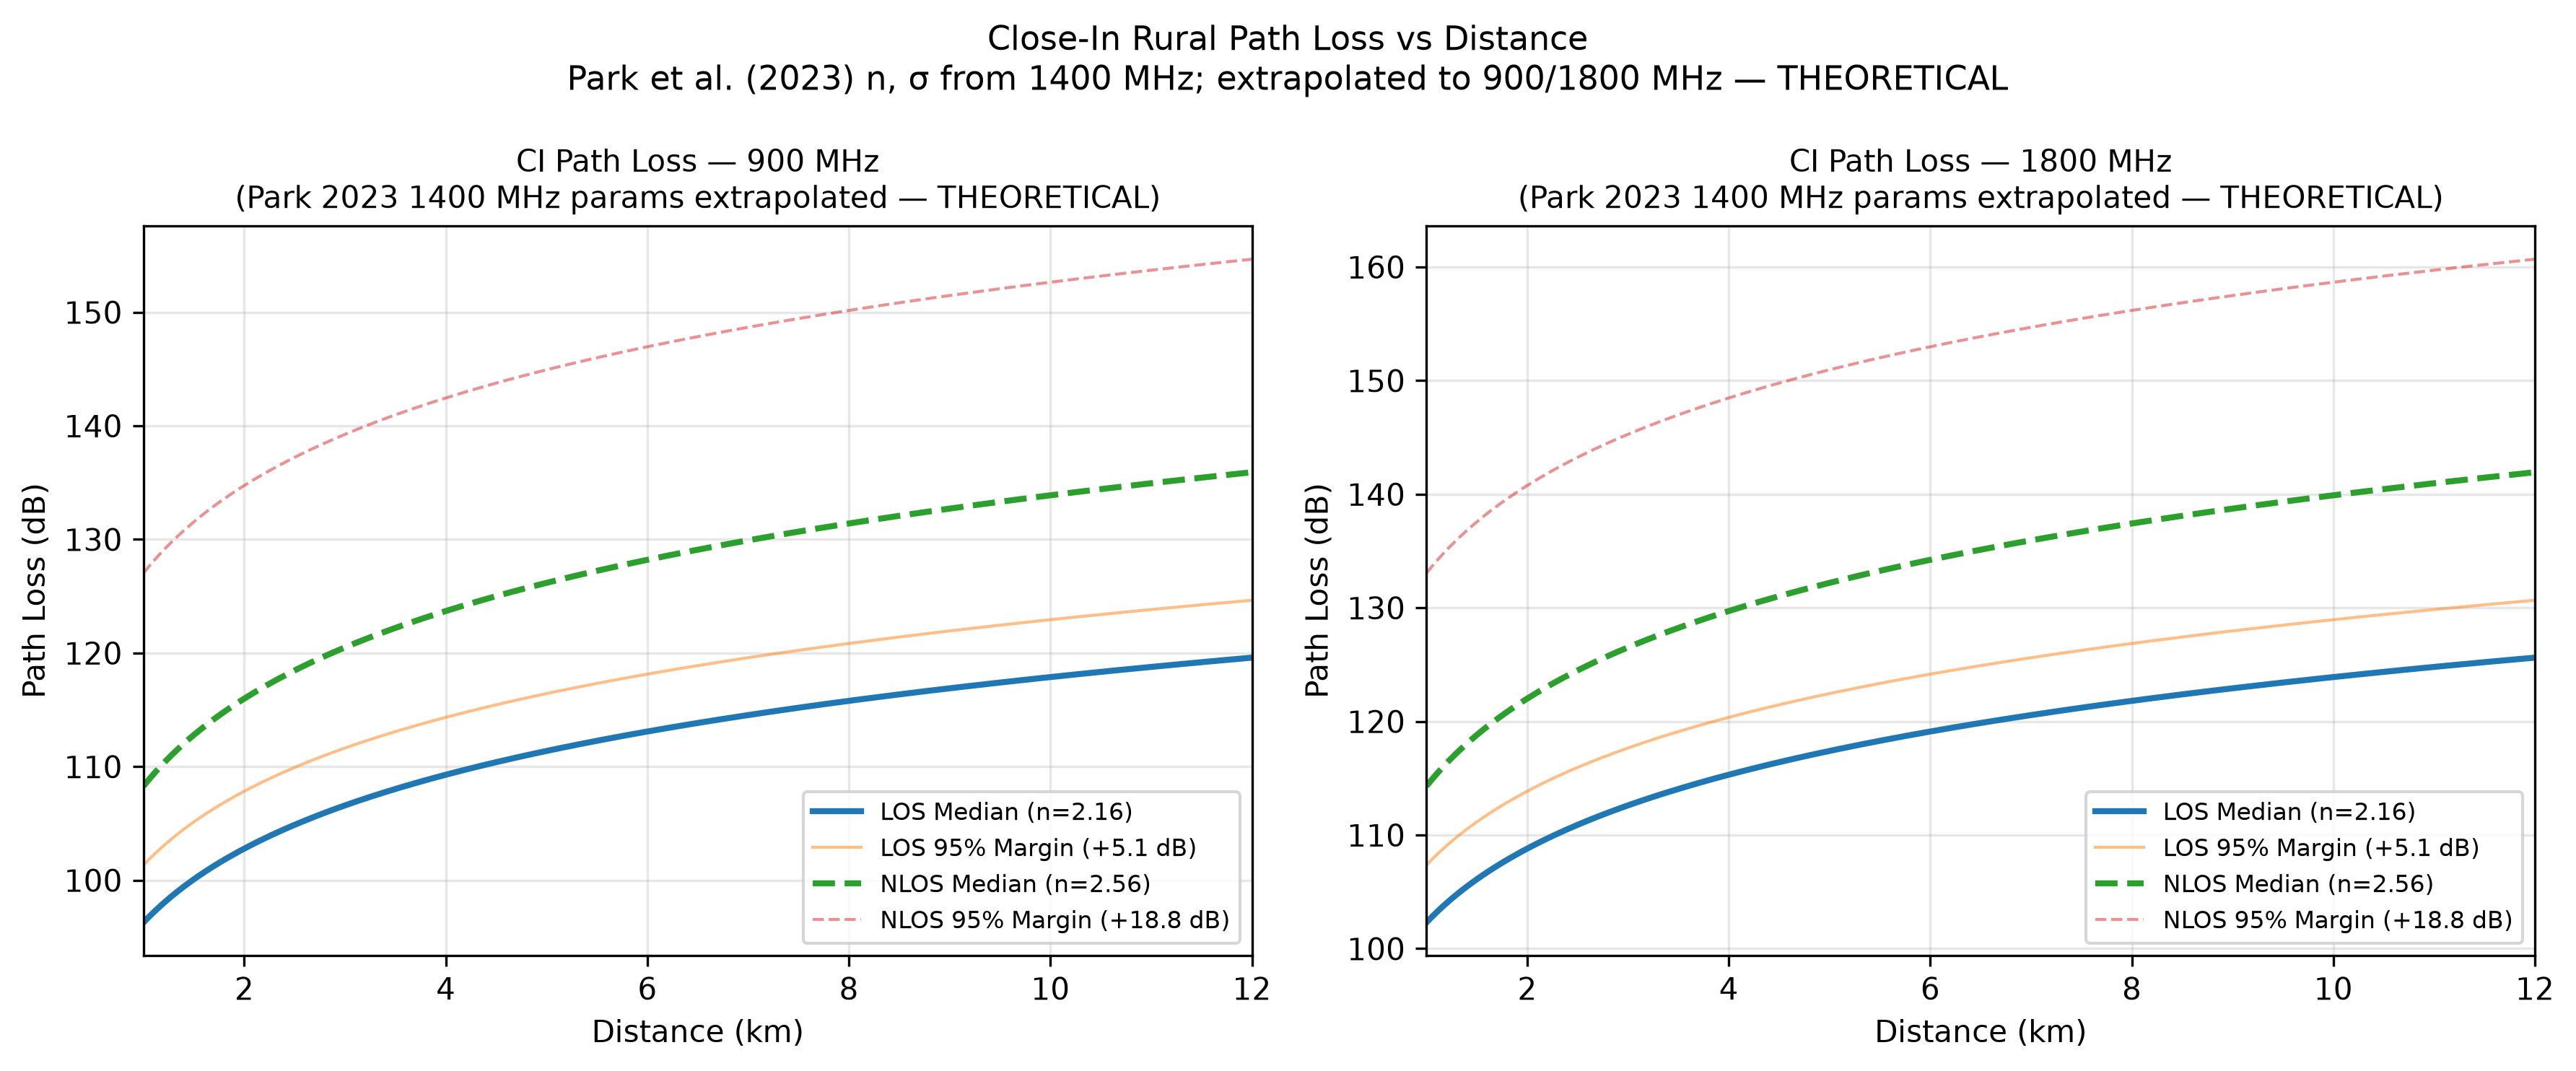 Close-In Rural Path Loss vs Distance
Park et al. (2023) n, σ from 1400 MHz; extrapolated to 900/1800 MHz — THEORETICAL
CI Path Loss — 900 MHz
(Park 2023 1400 MHz params extrapolated — THEORETICAL)
Path Loss (dB)
150
140
130
120
110
100
2
4
6
8
10
12
Distance (km)
LOS Median (n=2.16)
LOS 95% Margin (+5.1 dB)
NLOS Median (n=2.56)
NLOS 95% Margin (+18.8 dB)
CI Path Loss — 1800 MHz
(Park 2023 1400 MHz params extrapolated — THEORETICAL)
Path Loss (dB)
160
150
140
130
120
110
100
2
4
6
8
10
12
Distance (km)
LOS Median (n=2.16)
LOS 95% Margin (+5.1 dB)
NLOS Median (n=2.56)
NLOS 95% Margin (+18.8 dB)